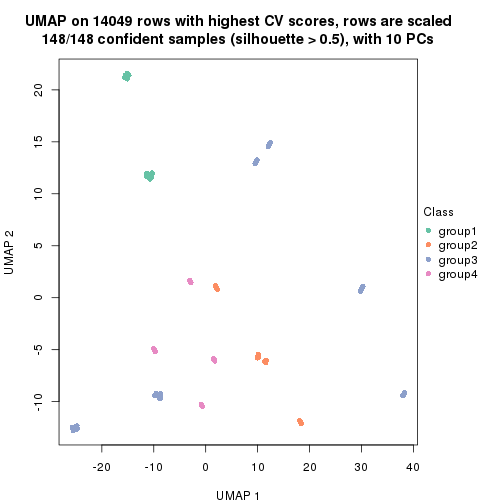 UMAP on 14049 rows with highest CV scores, rows are scaled
148/148 confident samples (silhouette > 0.5), with 10 PCs
20
15
10
5
0
-5
-10
UMAP 2
-20
-10
0
10
20
30
40
UMAP 1
Class
group1
group2
group3
group4